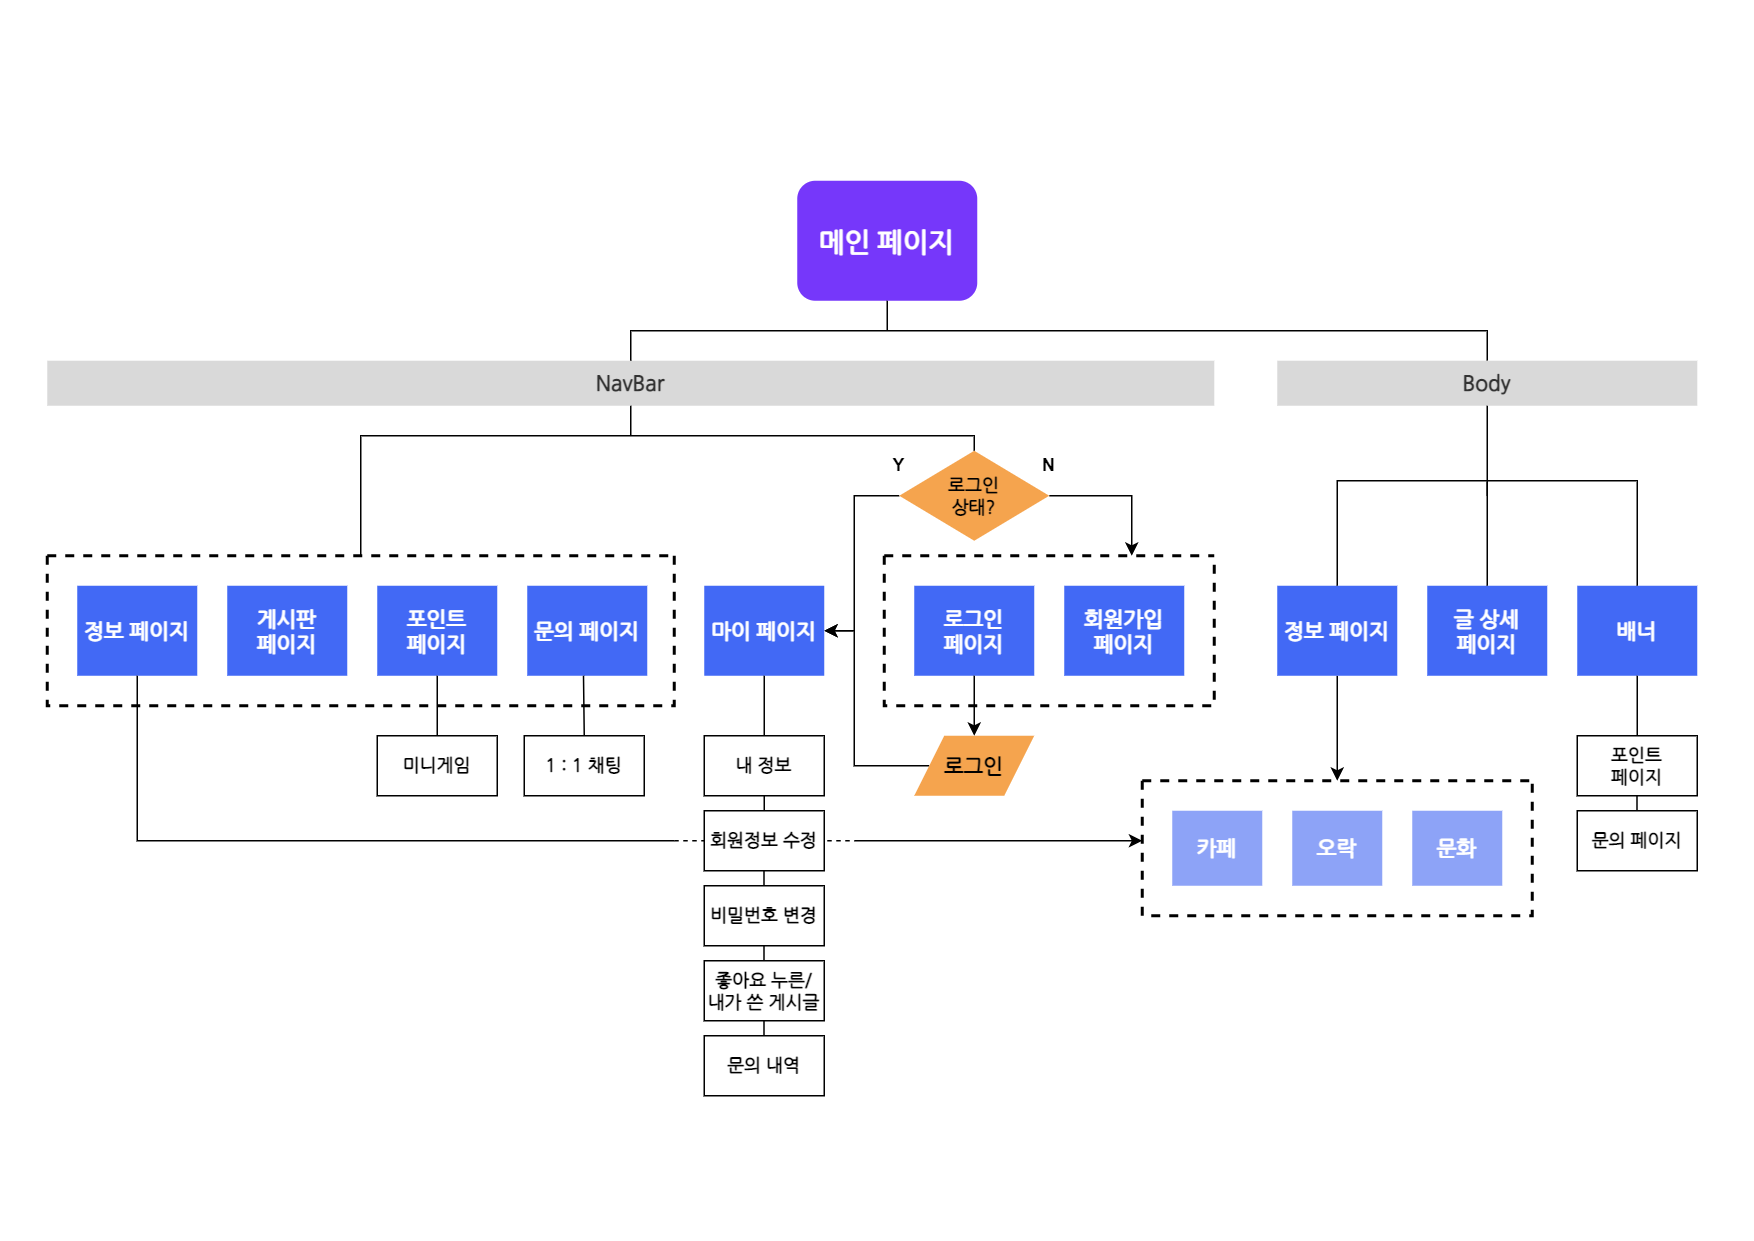 메인 페이지
NavBar
Body
Y
N
로그인
상태?
정보 페이지
게시판
페이지
포인트
페이지
문의 페이지
마이 페이지
로그인
페이지
회원가입
페이지
정보 페이지
글 상세
페이지
배너
미니게임
1 : 1 채팅
내 정보
로그인
포인트
페이지
회원정보 수정
카페
오락
문화
문의 페이지
비밀번호 변경
좋아요 누른/
내가 쓴 게시글
문의 내역